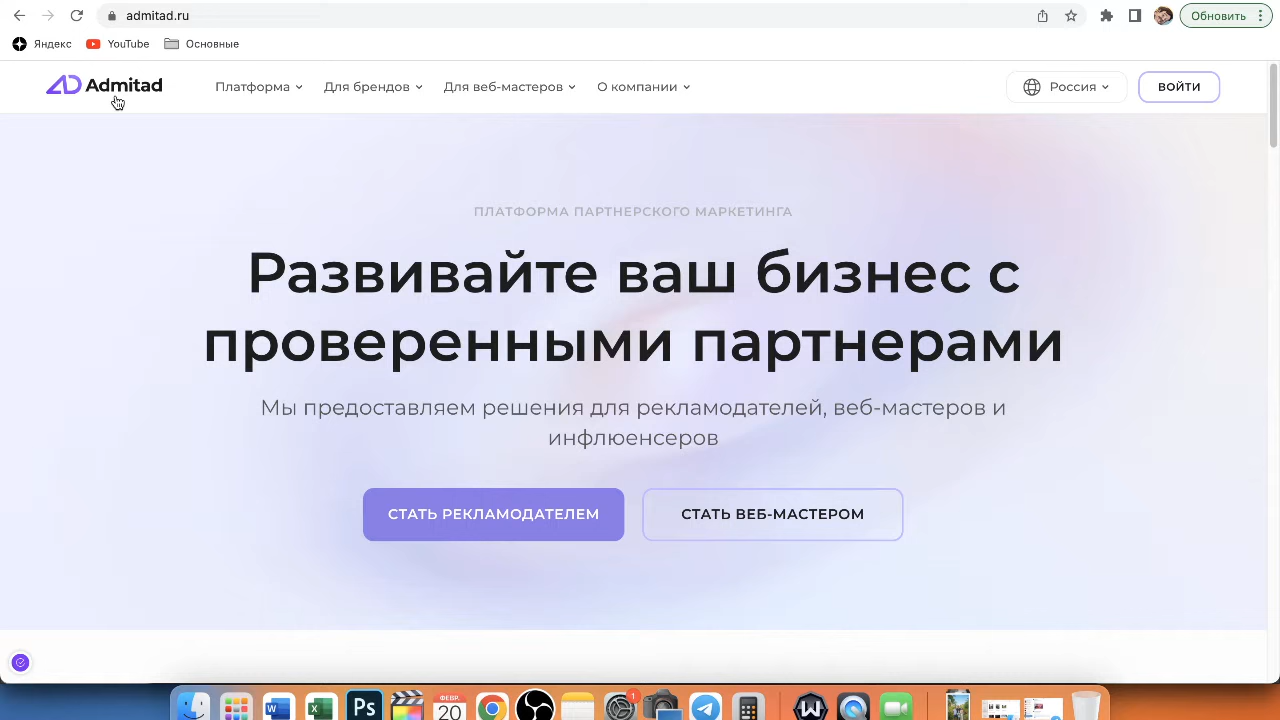 admitad.ru
Обновить
Яндекс
YouTube
Основные
Admitad
Платформа
Для брендов
Для веб-мастеров
О компании
Россия
ВОЙТИ
ПЛАТФОРМА ПАРТНЕРСКОГО МАРКЕТИНГА
Развивайте ваш бизнес с
проверенными партнерами
Мы предоставляем решения для рекламодателей, веб-мастеров и
инфлюенсеров
СТАТЬ РЕКЛАМОДАТЕЛЕМ
СТАТЬ ВЕБ-МАСТЕРОМ
W
X
Ps
ФЕВР.
20
1
W